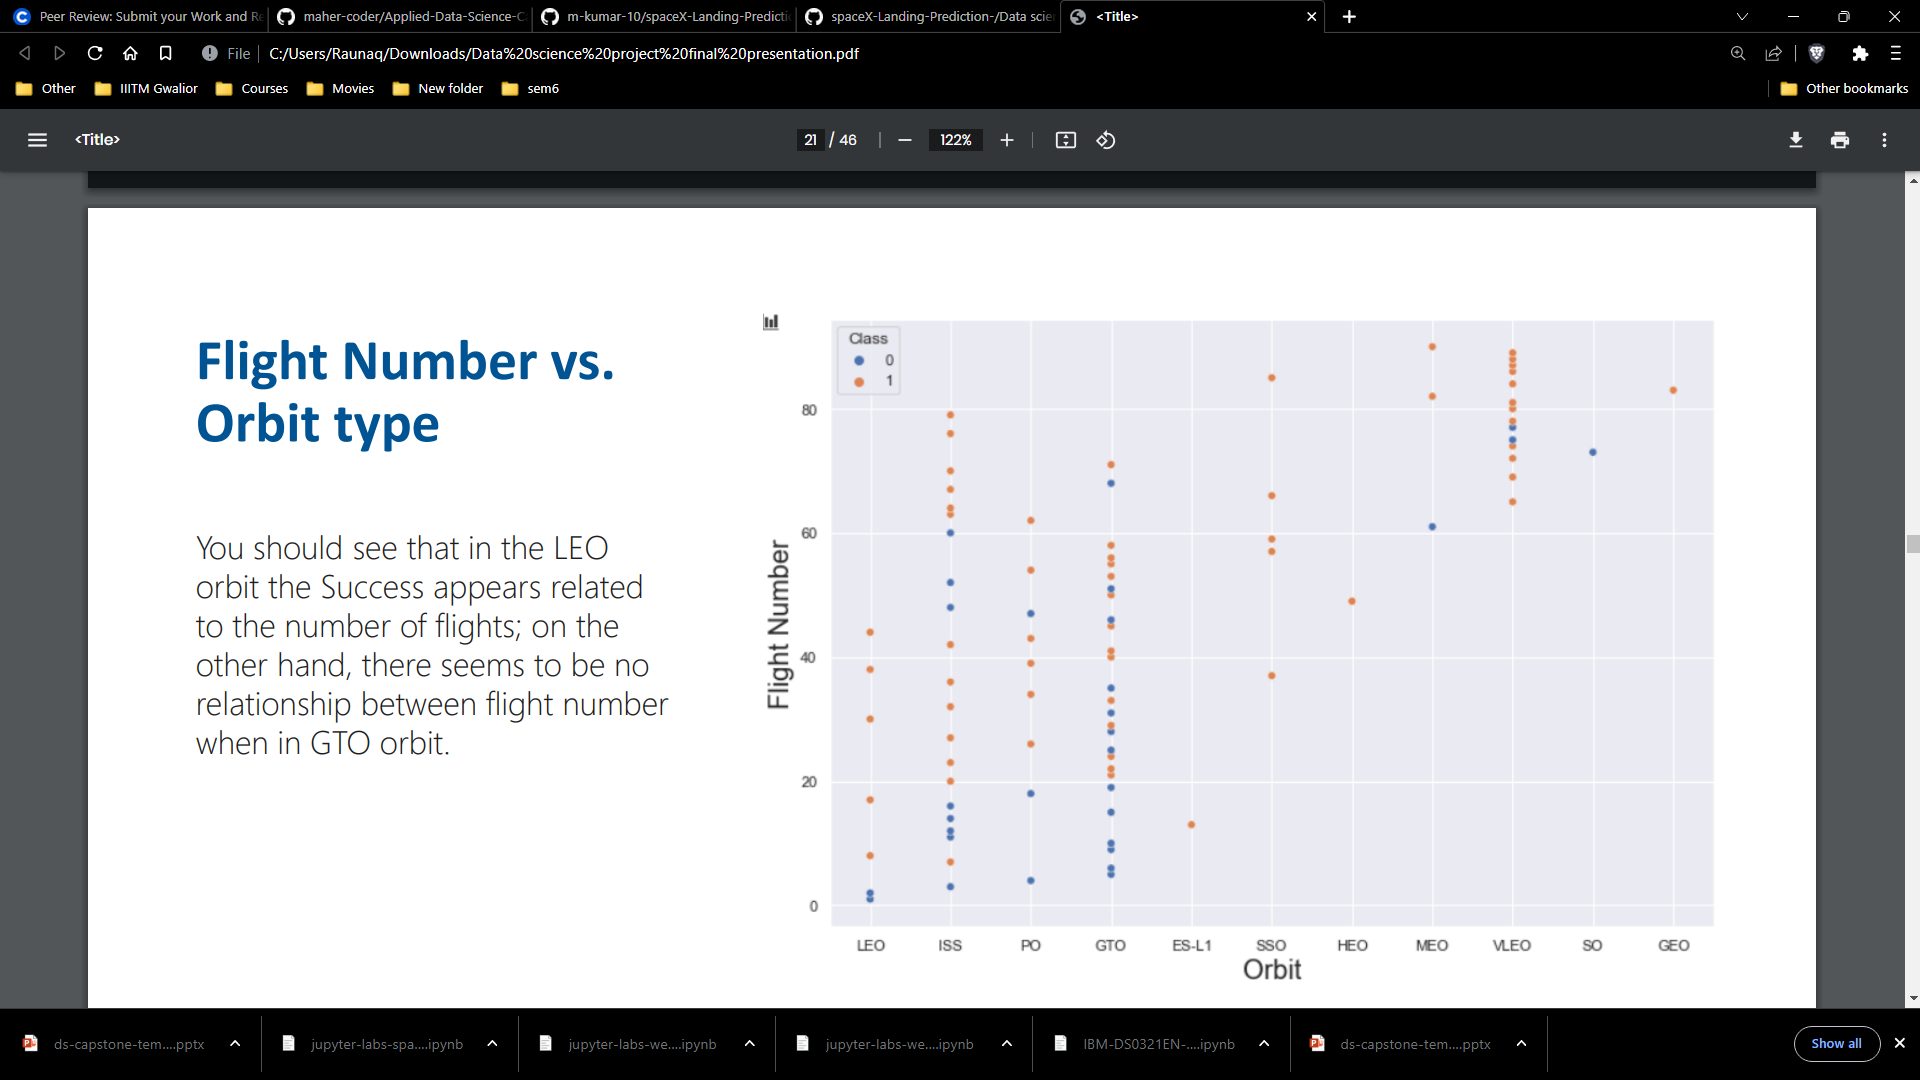 Peer Review: Submit your Work and Re
maher-coder/Applied-Data-Science-C
m-kumar-10/spaceX-Landing-Predicti
spaceX-Landing-Prediction-/Data scie
<Title>
File
C:/Users/Raunaq/Downloads/Data%20science%20project%20final%20presentation.pdf
Other
IIITM Gwalior
Courses
Movies
New folder
sem6
Other bookmarks
<Title>
21 / 46
122%
Flight Number vs.
Orbit type
You should see that in the LEO
orbit the Success appears related
to the number of flights; on the
other hand, there seems to be no
relationship between flight number
when in GTO orbit.
Class
0
1
80
60
40
20
0
Flight Number
LEO ISS PO GTO ES-L1 SSO HEO MEO VLEO SO GEO
Orbit
ds-capstone-tem....pptx
jupyter-labs-spa....ipynb
jupyter-labs-we....ipynb
jupyter-labs-we....ipynb
IBM-DS0321EN-....ipynb
ds-capstone-tem....pptx
Show all